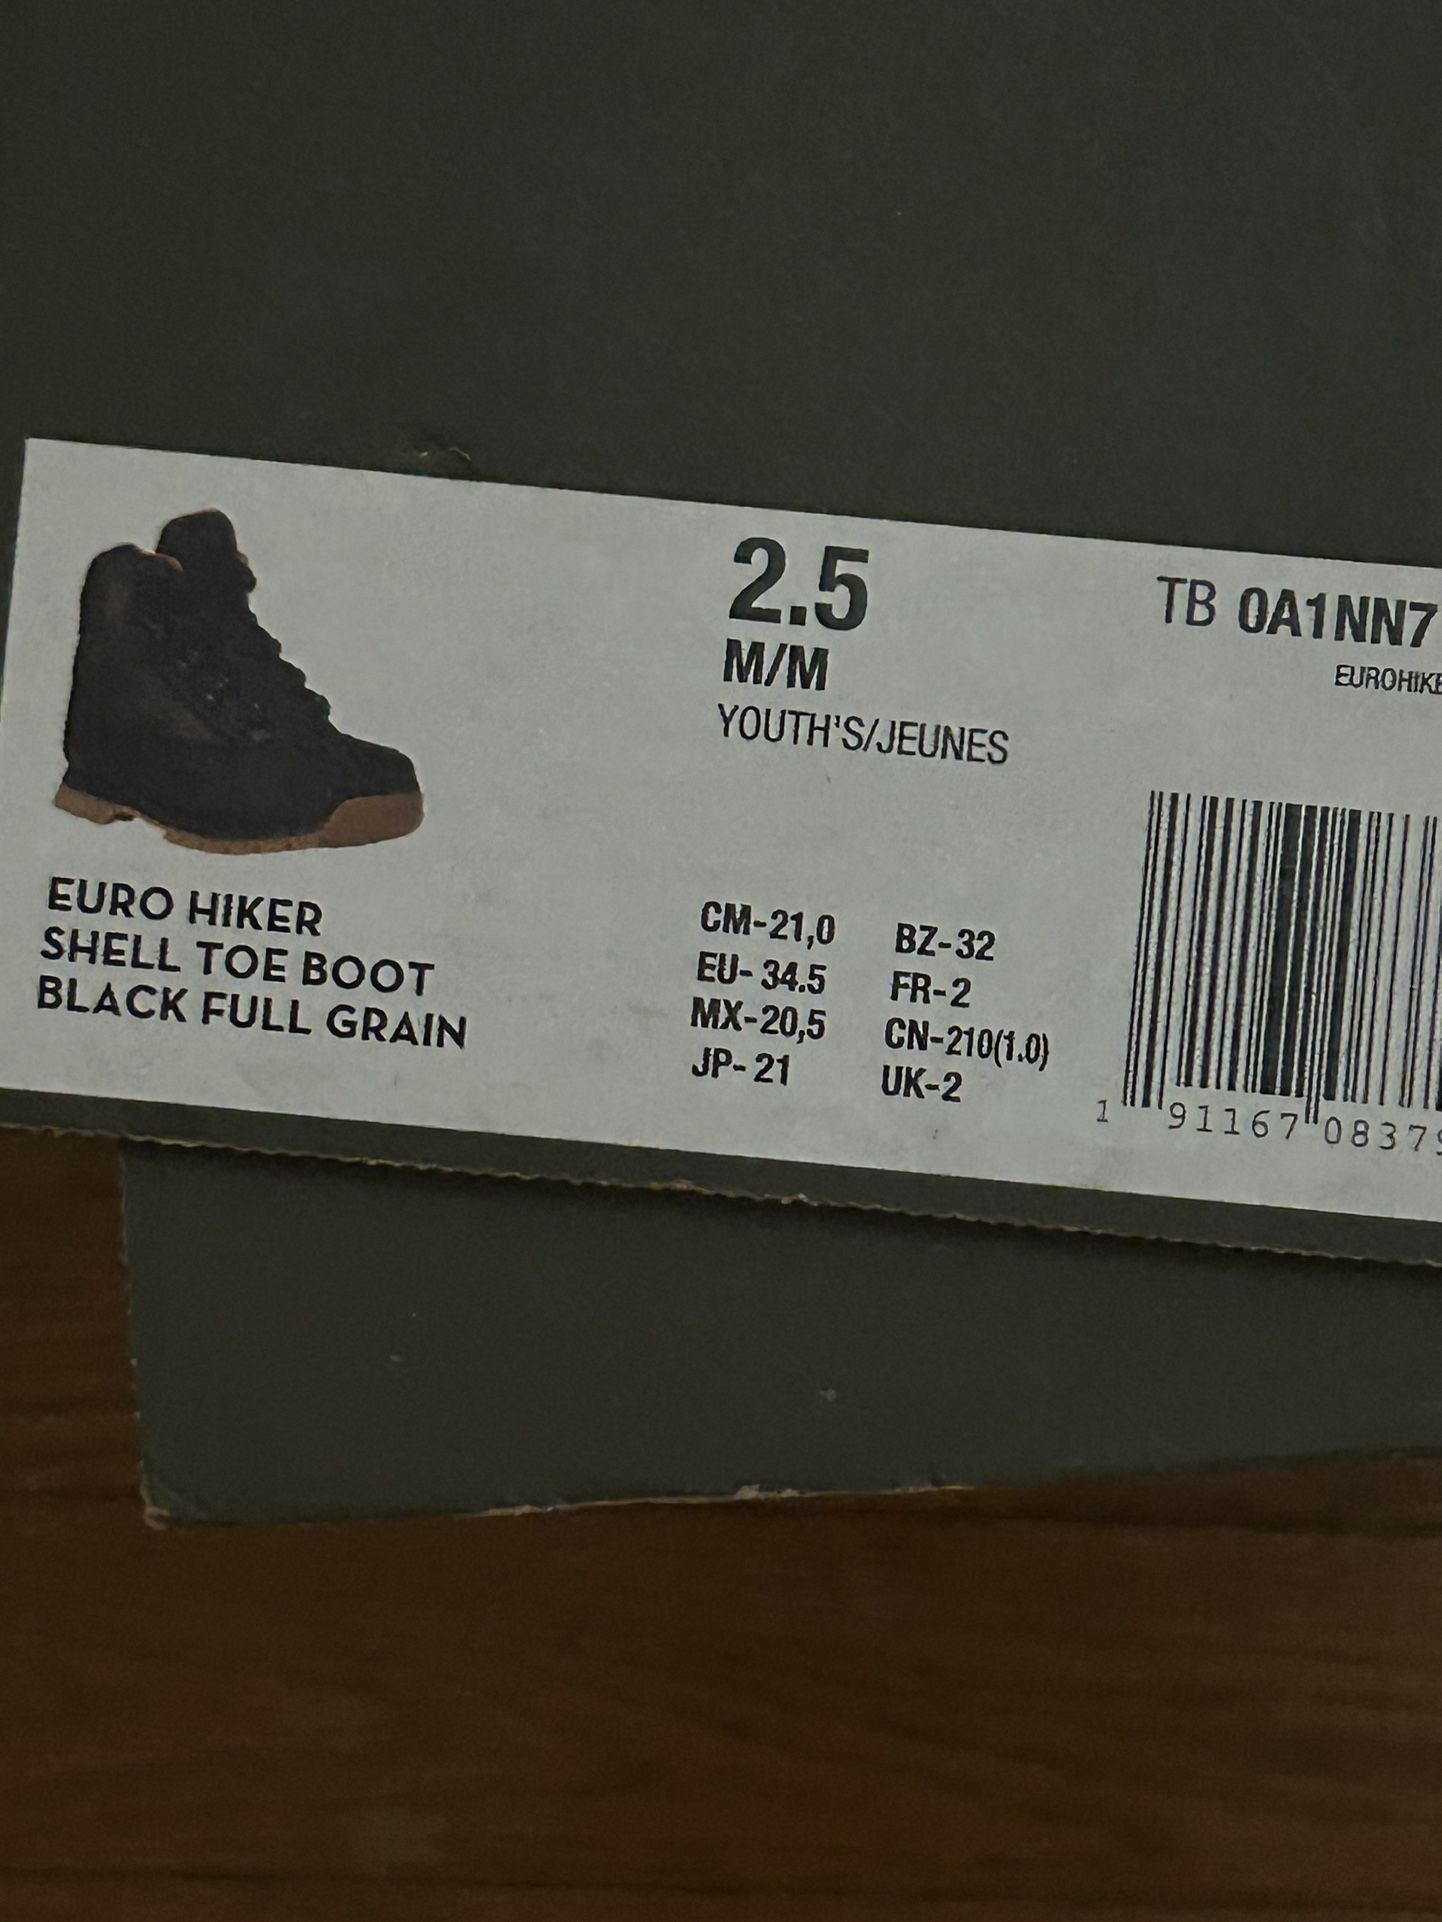 2.5
M/M
YOUTH'S/JEUNES
TB 0A1NN7
EURO HIKER
SHELL TOE BOOT
BLACK FULL GRAIN
CM-21,0
EU-34.5
MX-20,5
JP-21
BZ-32
FR-2
CN-210(1.0)
UK-2
1 91167 0837